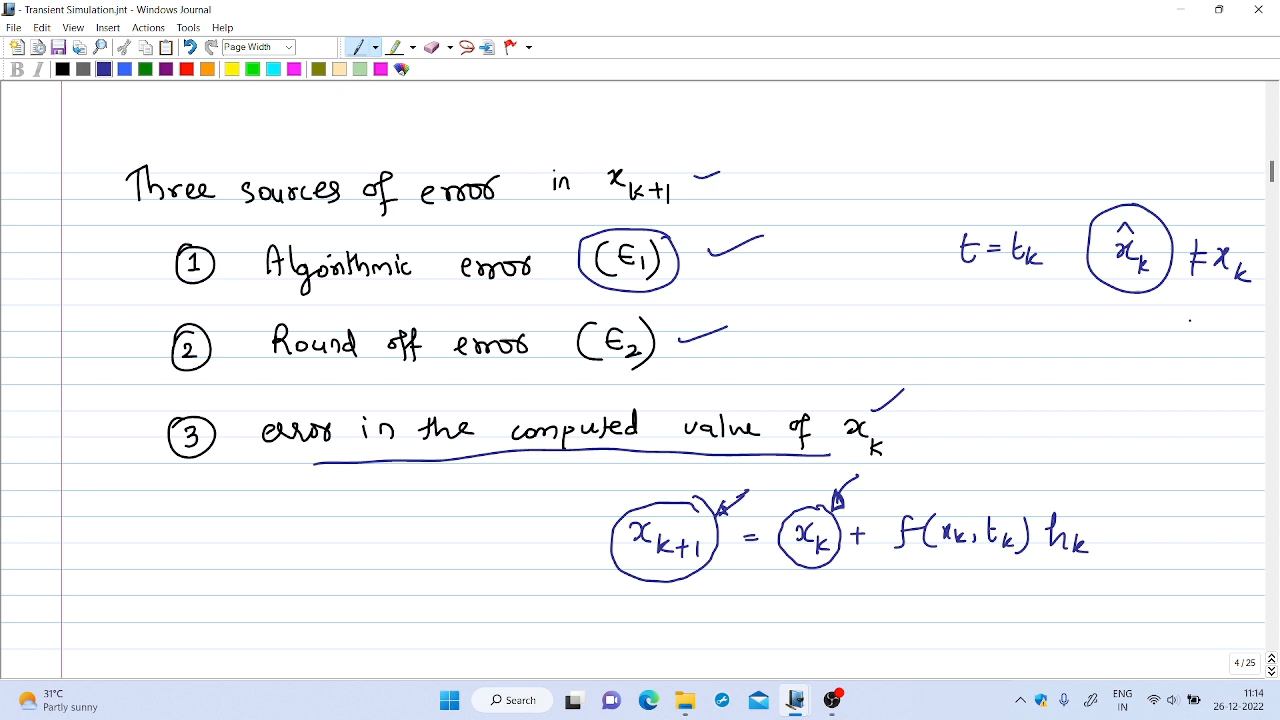 Transient Simulation.jnt - Windows Journal
File Edit View Insert Actions Tools Help
Page Width
B I
Three sources of error in x_{k+1}
① Algorithmic error (ϵ₁)
t = t_k x̂_k ≠ x_k
② Round off error (ϵ₂)
③ error in the computed value of x_k
x_{k+1} = x_k + f(x_k, t_k) h_k
4 / 25
31°C
Partly sunny
Search
ENG
IN
11:14
26-12-2022